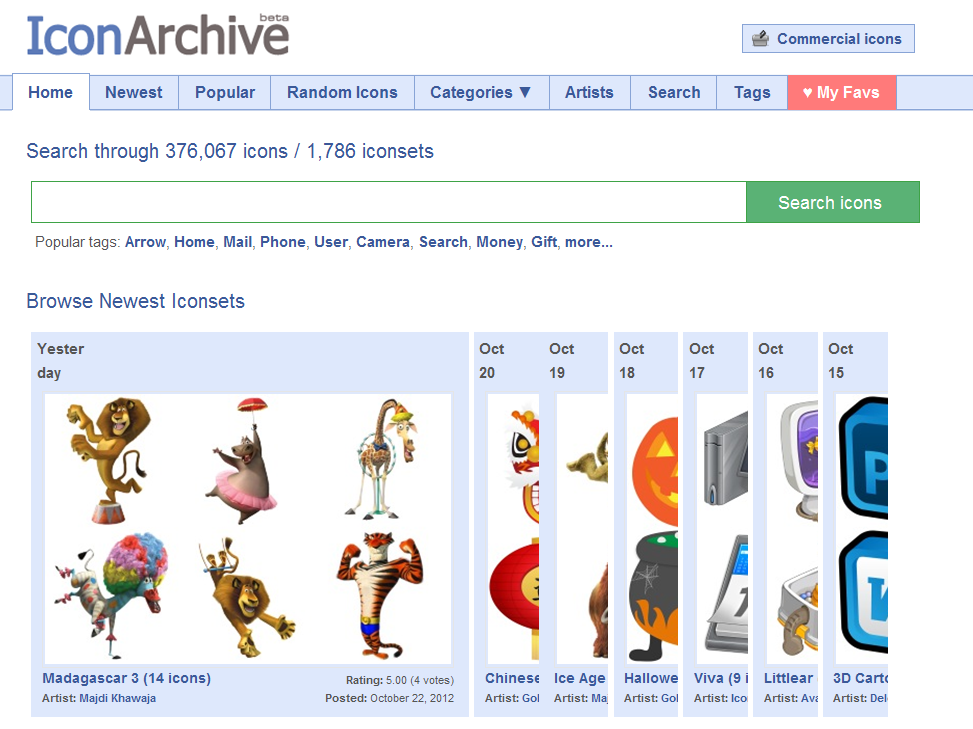 IconArchive beta
Commercial icons
Home Newest Popular Random Icons Categories ▼ Artists Search Tags ♥ My Favs
Search through 376,067 icons / 1,786 iconsets
Search icons
Popular tags: Arrow, Home, Mail, Phone, User, Camera, Search, Money, Gift, more...
Browse Newest Iconsets
Yester
day
Madagascar 3 (14 icons)
Rating: 5.00 (4 votes)
Artist: Majdi Khawaja
Posted: October 22, 2012
Oct
20
Chinese
Artist: Gol
Oct
19
Ice Age
Artist: Maj
Oct
18
Hallowe
Artist: Gol
Oct
17
Viva (9 i
Artist: Ico
Oct
16
Littlear
Artist: Ava
Oct
15
3D Carto
Artist: Del